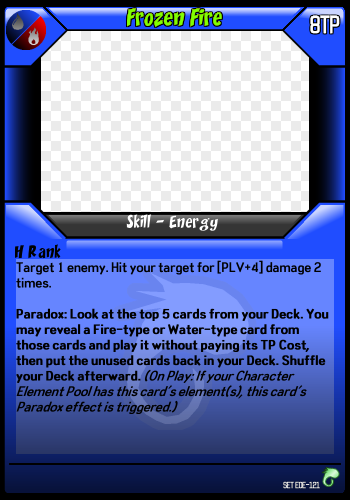 Frozen Fire
8TP
Skill - Energy
H Rank
Target 1 enemy. Hit your target for [PLV+4] damage 2
times.
Paradox: Look at the top 5 cards from your Deck. You
may reveal a Fire-type or Water-type card from
those cards and play it without paying its TP Cost,
then put the unused cards back in your Deck. Shuffle
your Deck afterward. (On Play: If your Character
Element Pool has this card's element(s), this card's
Paradox effect is triggered.)
SET EDE-121